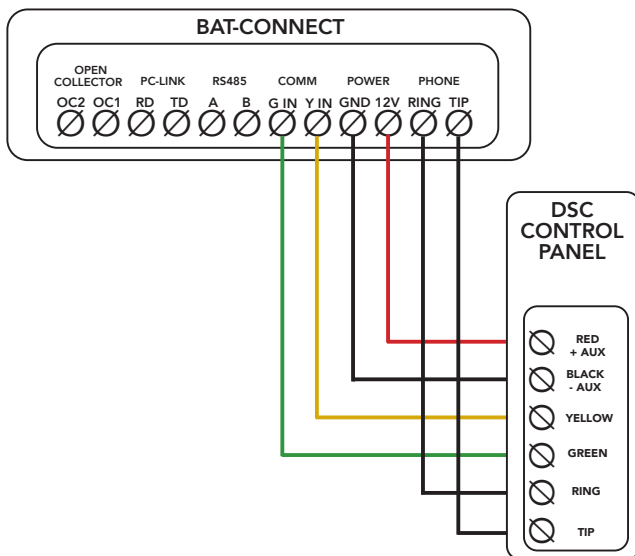 BAT-CONNECT
OPEN
COLLECTOR PC-LINK RS485 COMM POWER PHONE
OC2 OC1 RD TD A B G IN Y IN GND 12V RING TIP
DSC
CONTROL
PANEL
RED
+ AUX
BLACK
- AUX
YELLOW
GREEN
RING
TIP